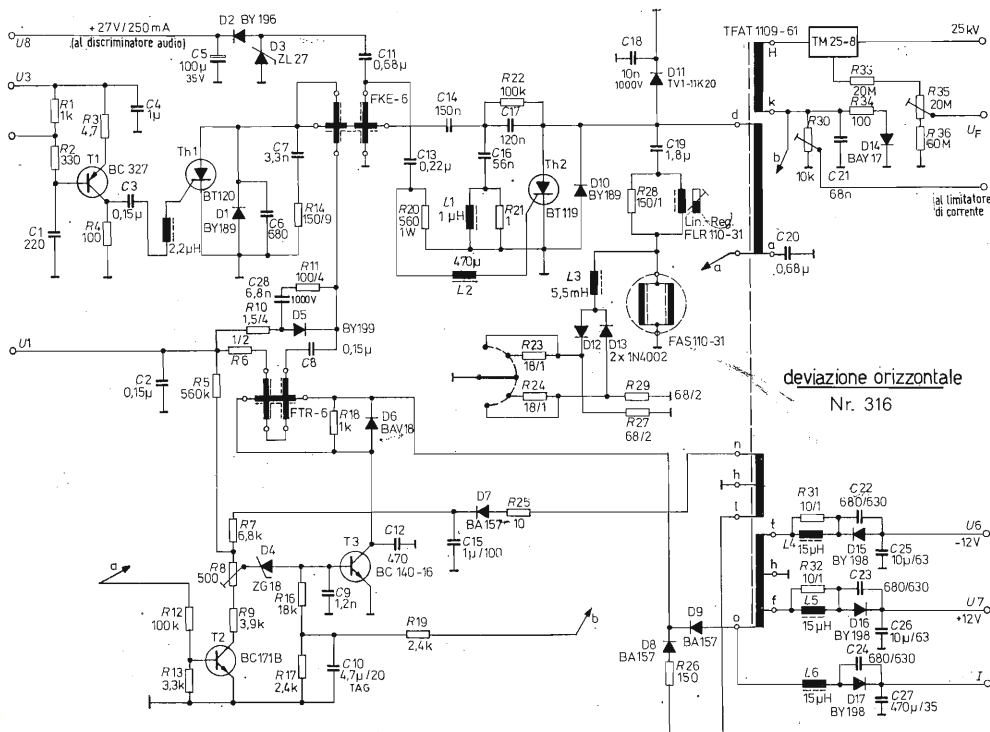 +27V/250mA
U8
(al discriminatore audio)
C5
100µ
35V
D2 BY196
D3
ZL27
C11
0,68µ
C18
10n
1000V
D11
TV1-11K20
TFAT 1109-61
H
TM 25-8
25kV
U3
R1
1k
R3
4,7
C4
1µ
R2
330
T1
BC 327
C3
0,15µ
C1
220
R4
100
2,2µH
Th1
BT120
D1
BY189
C6
680
C7
3,3n
R14
150/9
FKE-6
C14
150n
R22
100k
C17
120n
C16
56n
C13
0,22µ
R20
560
1W
L1
1 µH
R21
1
470µ
L2
Th2
BT119
D10
BY189
C19
1,8µ
R28
150/1
Lin.-Reg.
FLR 110-31
d
k
b
R30
10k
C21
68n
R33
20M
R34
100
D14
BAY17
R35
20M
R36
60M
UF
(al limitatore
di corrente
a
a
C20
0,68µ
L3
5,5mH
D12
D13
2x1N4002
FAS110-31
R23
18/1
R24
18/1
R29
68/2
R27
68/2
deviazione orizzontale
Nr. 316
R11
100/4
C28
6,8n
1000V
R10
1,5/4
D5
BY199
U1
1/2
R6
C8
0,15µ
C2
0,15µ
R5
560k
FTR-6
R18
1k
D6
BAV18
n
h
l
R7
6,8k
D7
BA157
R25
10
C15
1µ/100
R8
500
D4
ZG18
T3
BC 140-16
C12
470
R16
18k
C9
1,2n
a
R12
100k
R9
3,9k
T2
BC171B
R13
3,3k
R17
2,4k
C10
4,7µ/20
TAG
R19
2,4k
b
D8
BA157
R26
150
D9
BA157
o
t
h
f
R31
10/1
L4
15µH
C22
680/630
D15
BY198
C25
10µ/63
U6
-12V
R32
10/1
L5
15µH
C23
680/630
D16
BY198
C26
10µ/63
U7
+12V
L6
15µH
C24
680/630
D17
BY198
C27
470µ/35
I